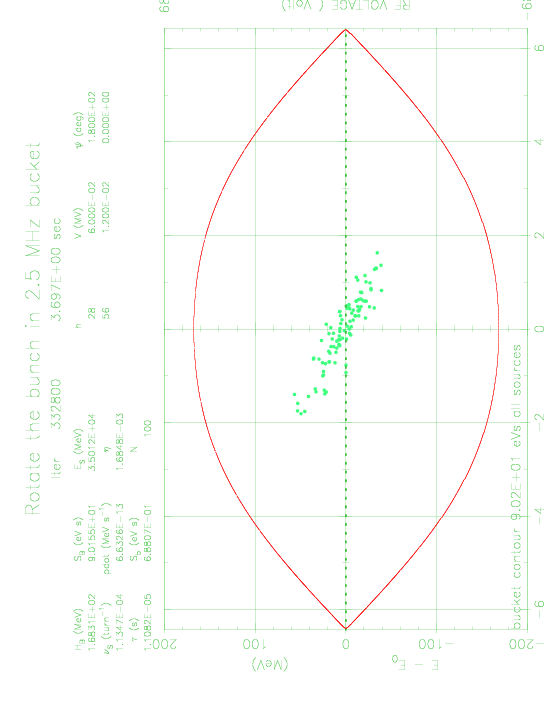 Rotate the bunch in 2.5 MHz bucket
Iter 332800 3.697E+00 sec
H_B (MeV) S_B (eV s) E_s (MeV) h V (MV) ψ (deg)
1.6831E+02 9.0155E+01 3.5012E+04 28 6.000E-02 1.800E+02
ν_s (turn⁻¹) pdot (MeV s⁻¹) η 56 1.200E-02 0.000E+00
1.1347E-04 6.6326E-13 1.6848E-03
τ (s) S_b (eV s) N
1.1082E-05 6.8807E-01 100
200
100
0
-100
-200
E - E_0 (MeV)
RF VOLTAGE ( Volt)
-6 -4 -2 0 2 4 6
bucket contour 9.02E+01 eVs all sources